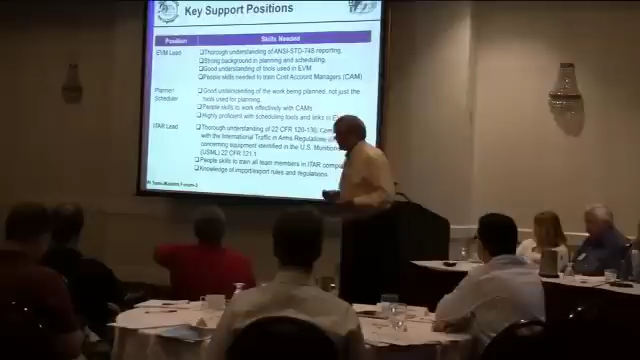 Key Support Positions
Position Skills Needed
EVM Lead Thorough understanding of ANSI-STD-748 reporting.
Strong background in planning and scheduling.
Good understanding of tools used in EVM
People skills needed to train Cost Account Managers (CAM)
Planner/ Good understanding of the work being planned, not just the
Scheduler tools used for planning.
People skills to work effectively with CAMs
Highly proficient with scheduling tools and links to
ITAR Lead Thorough understanding of 22 CFR 120-130,
with the International Traffic in Arms Regulations
concerning equipment identified in the U.S. Munition
(USML) 22 CFR 121.1
People skills to train all team members in ITAR
Knowledge of import/export rules and regulations.